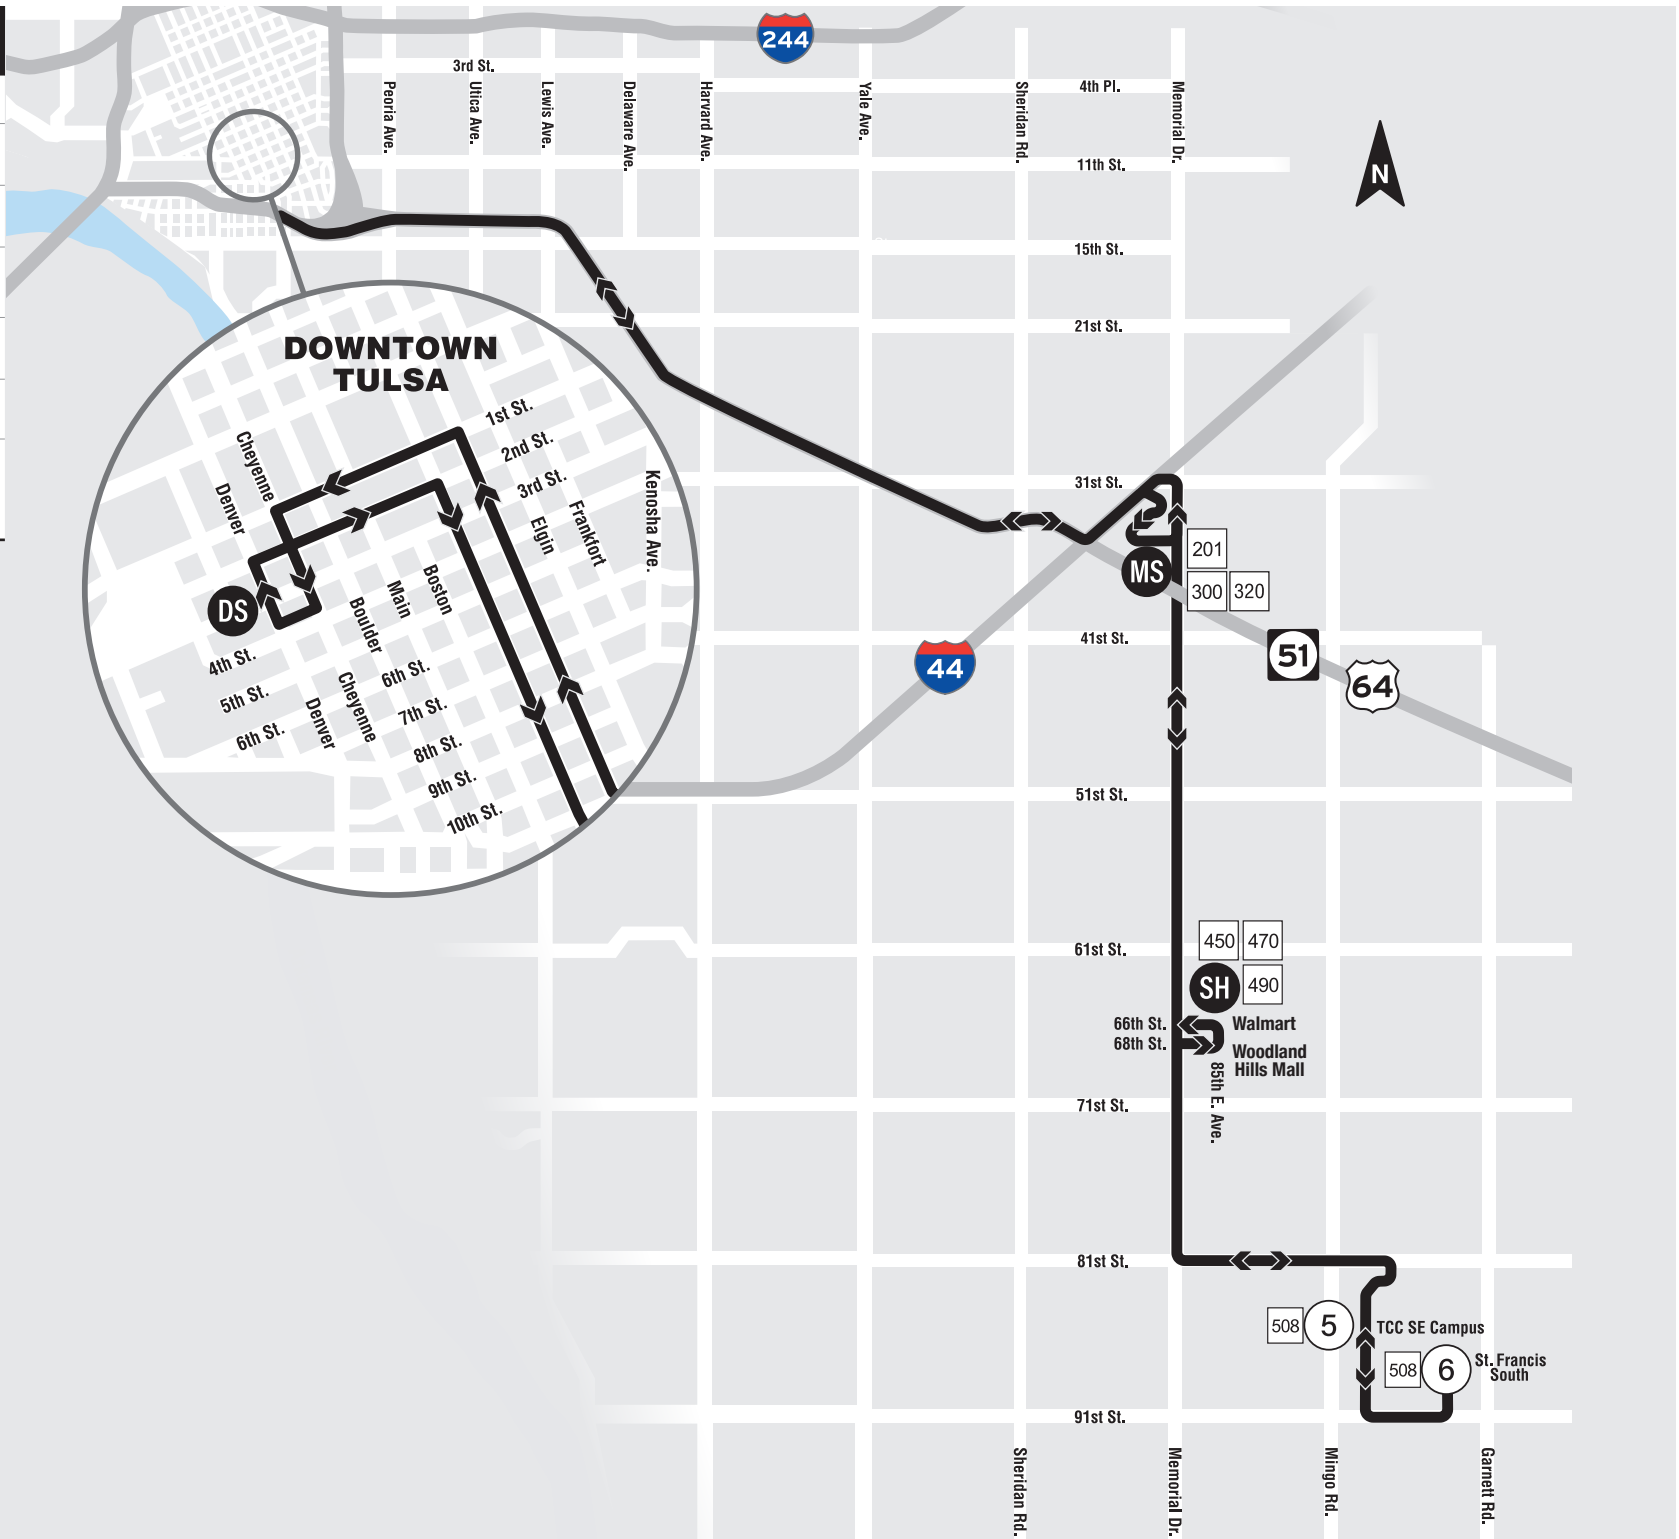 244
3rd St.
4th Pl.
Peoria Ave.
Utica Ave.
Lewis Ave.
Delaware Ave.
Harvard Ave.
Yale Ave.
Sheridan Rd.
Memorial Dr.
11th St.
N
15th St.
21st St.
DOWNTOWN
TULSA
1st St.
2nd St.
3rd St.
Cheyenne
Denver
Elgin
Frankfort
Kenosha Ave.
31st St.
201
MS
300
320
DS
Boston
Main
Boulder
4th St.
5th St.
6th St.
Denver
Cheyenne
6th St.
7th St.
8th St.
9th St.
10th St.
41st St.
44
51
64
51st St.
450
470
61st St.
SH
490
66th St.
Walmart
68th St.
Woodland
Hills Mall
85th E. Ave.
71st St.
81st St.
508
5
TCC SE Campus
508
6
St. Francis
South
91st St.
Sheridan Rd.
Memorial Dr.
Mingo Rd.
Garnett Rd.